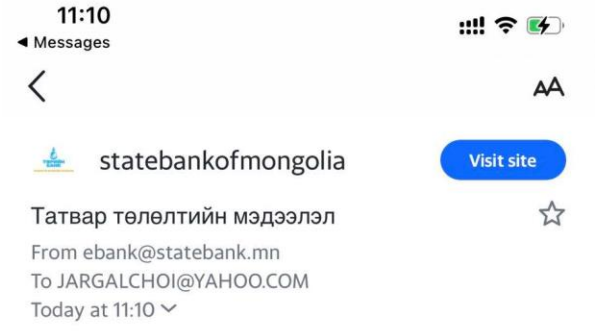 11:10
◀ Messages
AA
statebankofmongolia
Visit site
Татвар төлөлтийн мэдээлэл
From ebank@statebank.mn
To JARGALCHOI@YAHOO.COM
Today at 11:10